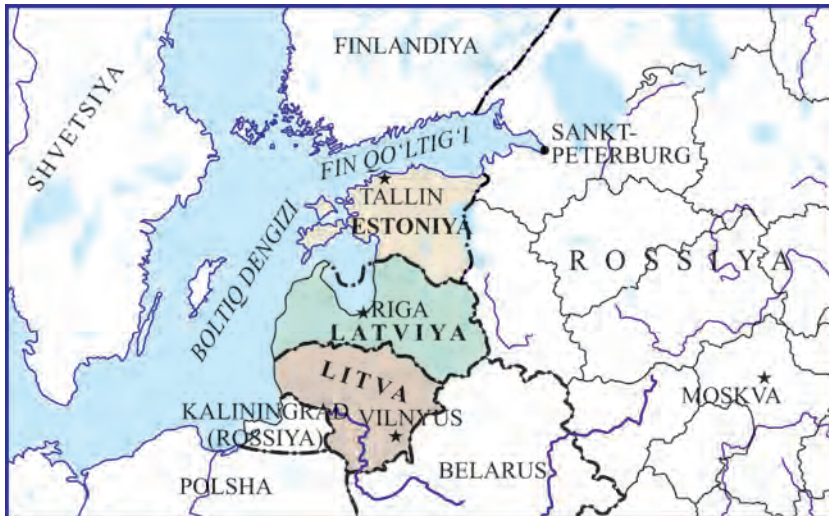 FINLANDIYA
SHVETSIYA
SANKT-
PETERBURG
FIN QO‘LTIG‘I
TALLIN
ESTONIYA
BOLTIQ DENGIZI
ROSSIYA
RIGA
LATVIYA
LITVA
MOSKVA
KALININGRAD
(ROSSIYA)
VILNYUS
BELARUS
POLSHA